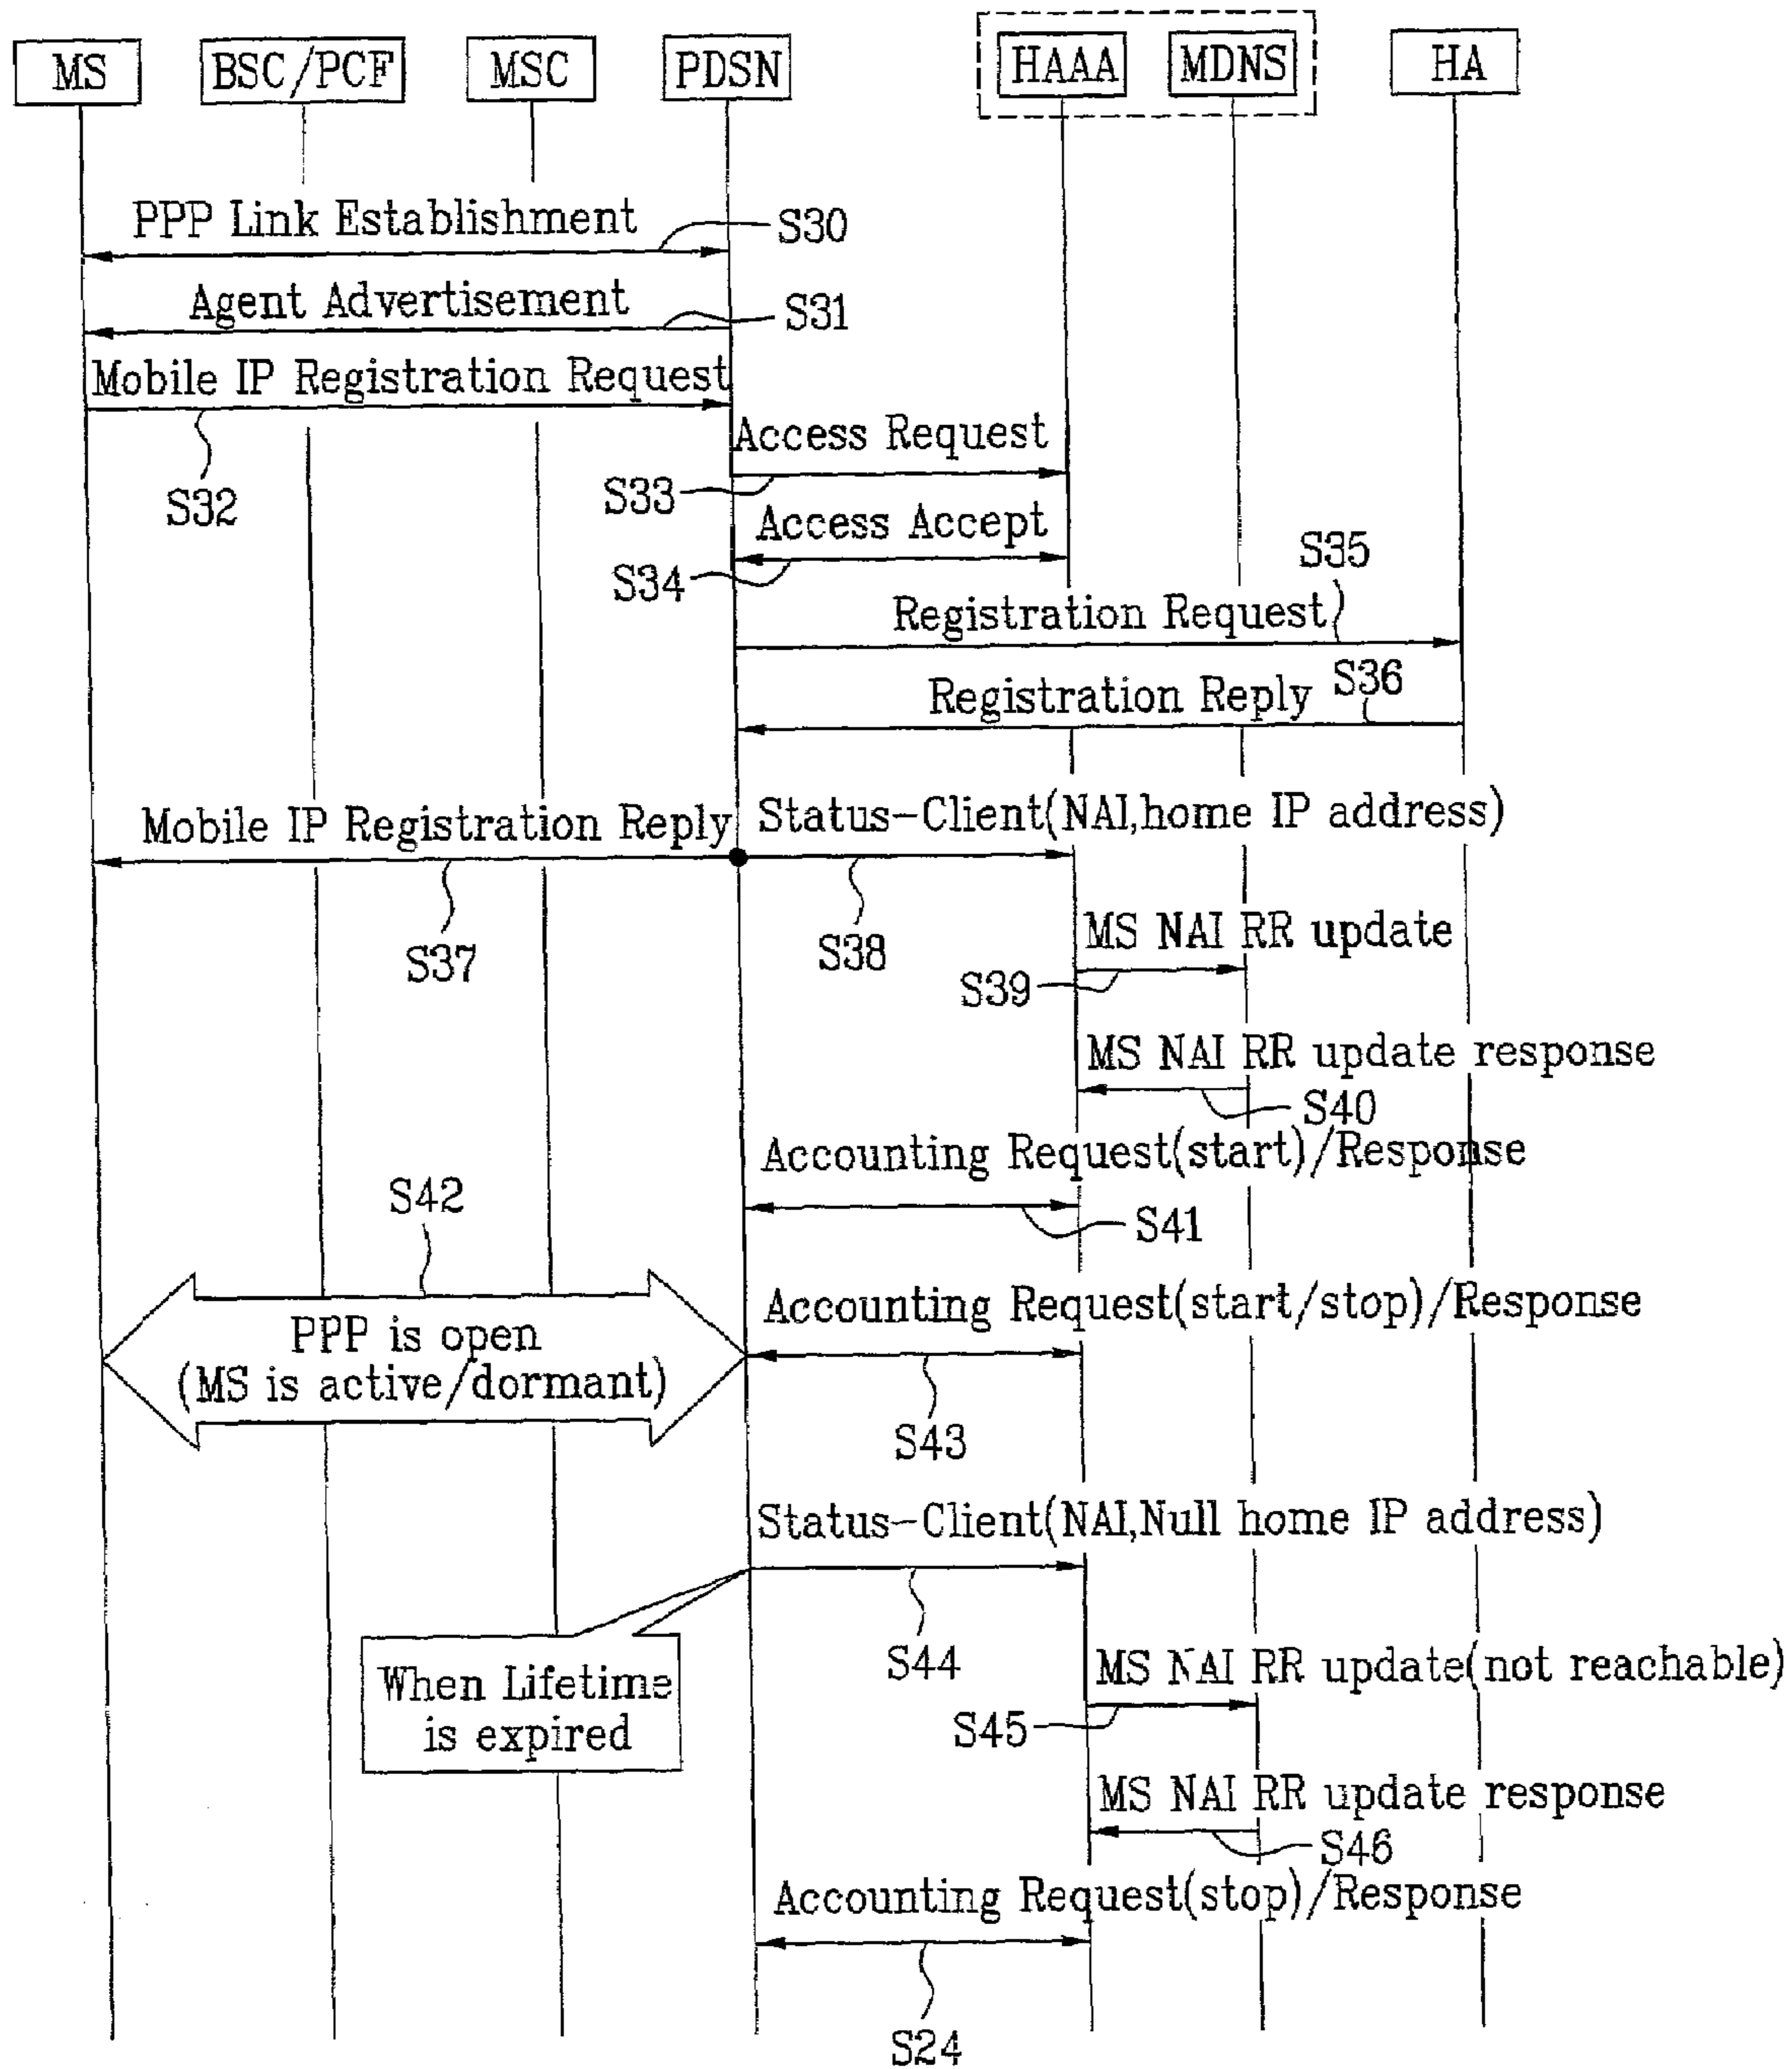 MS
BSC/PCF
MSC
PDSN
HAAA
MDNS
HA
PPP Link Establishment
S30
Agent Advertisement
S31
Mobile IP Registration Request
S32
Access Request
S33
Access Accept
S34
S35
Registration Request
Registration Reply
S36
Mobile IP Registration Reply
S37
Status-Client(NAI,home IP address)
S38
MS NAI RR update
S39
MS NAI RR update response
S40
Accounting Request(start)/Response
S41
S42
PPP is open
(MS is active/dormant)
Accounting Request(start/stop)/Response
S43
Status-Client(NAI,Null home IP address)
S44
When Lifetime
is expired
MS NAI RR update(not reachable)
S45
MS NAI RR update response
S46
Accounting Request(stop)/Response
S24